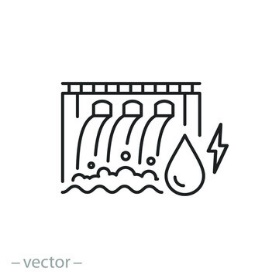 – vector –